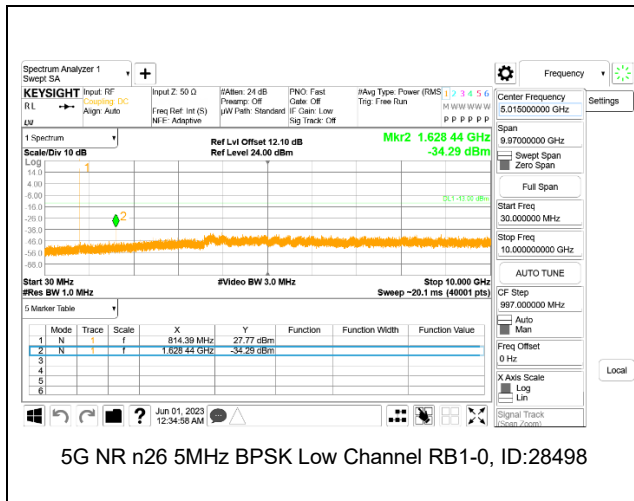 Spectrum Analyzer 1
Swept SA
+
Frequency
KEYSIGHT Input: RF
RL
Coupling: DC
Align: Auto
Input Z: 50 Ω
Freq Ref: Int (S)
NFE: Adaptive
#Atten: 24 dB
Preamp: Off
µW Path: Standard
PNO: Fast
Gate: Off
IF Gain: Low
Sig Track: Off
#Avg Type: Power (RMS
Trig: Free Run
1 2 3 4 5 6
M W W W W W
P P P P P P
1 Spectrum
Scale/Div 10 dB
Ref Lvl Offset 12.10 dB
Ref Level 24.00 dBm
Mkr2 1.628 44 GHz
-34.29 dBm
Log
14.0
4.00
-6.00
-16.0
-26.0
-36.0
-46.0
-56.0
-66.0
1
2
DL1 -13.00 dBm
Start 30 MHz
#Res BW 1.0 MHz
#Video BW 3.0 MHz
Stop 10.000 GHz
Sweep ~20.1 ms (40001 pts)
5 Marker Table
Mode Trace Scale X Y Function Function Width Function Value
1 N 1 f 814.39 MHz 27.77 dBm
2 N 1 f 1.628 44 GHz -34.29 dBm
3
4
5
6
Jun 01, 2023
12:34:58 AM
?
Center Frequency
5.015000000 GHz
Settings
Span
9.97000000 GHz
Swept Span
Zero Span
Full Span
Start Freq
30.000000 MHz
Stop Freq
10.000000000 GHz
AUTO TUNE
CF Step
997.000000 MHz
Auto
Man
Freq Offset
0 Hz
X Axis Scale
Log
Lin
Local
Signal Track
(Span Zoom)
5G NR n26 5MHz BPSK Low Channel RB1-0, ID:28498